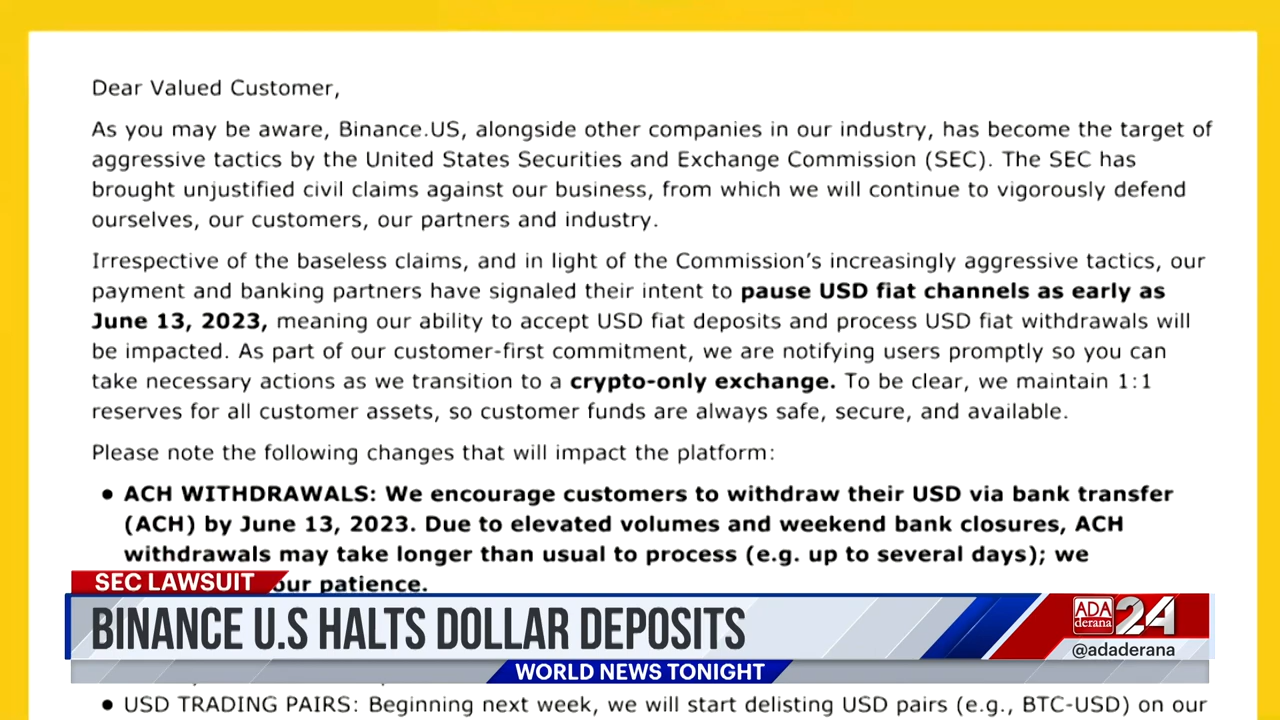 Dear Valued Customer,
As you may be aware, Binance.US, alongside other companies in our industry, has become the target of
aggressive tactics by the United States Securities and Exchange Commission (SEC). The SEC has
brought unjustified civil claims against our business, from which we will continue to vigorously defend
ourselves, our customers, our partners and industry.
Irrespective of the baseless claims, and in light of the Commission's increasingly aggressive tactics, our
payment and banking partners have signaled their intent to pause USD fiat channels as early as
June 13, 2023, meaning our ability to accept USD fiat deposits and process USD fiat withdrawals will
be impacted. As part of our customer-first commitment, we are notifying users promptly so you can
take necessary actions as we transition to a crypto-only exchange. To be clear, we maintain 1:1
reserves for all customer assets, so customer funds are always safe, secure, and available.
Please note the following changes that will impact the platform:
● ACH WITHDRAWALS: We encourage customers to withdraw their USD via bank transfer
(ACH) by June 13, 2023. Due to elevated volumes and weekend bank closures, ACH
withdrawals may take longer than usual to process (e.g. up to several days); we
our patience.
SEC LAWSUIT
BINANCE U.S HALTS DOLLAR DEPOSITS
ADA
derana
24
@adaderana
WORLD NEWS TONIGHT
● USD TRADING PAIRS: Beginning next week, we will start delisting USD pairs (e.g., BTC-USD) on our